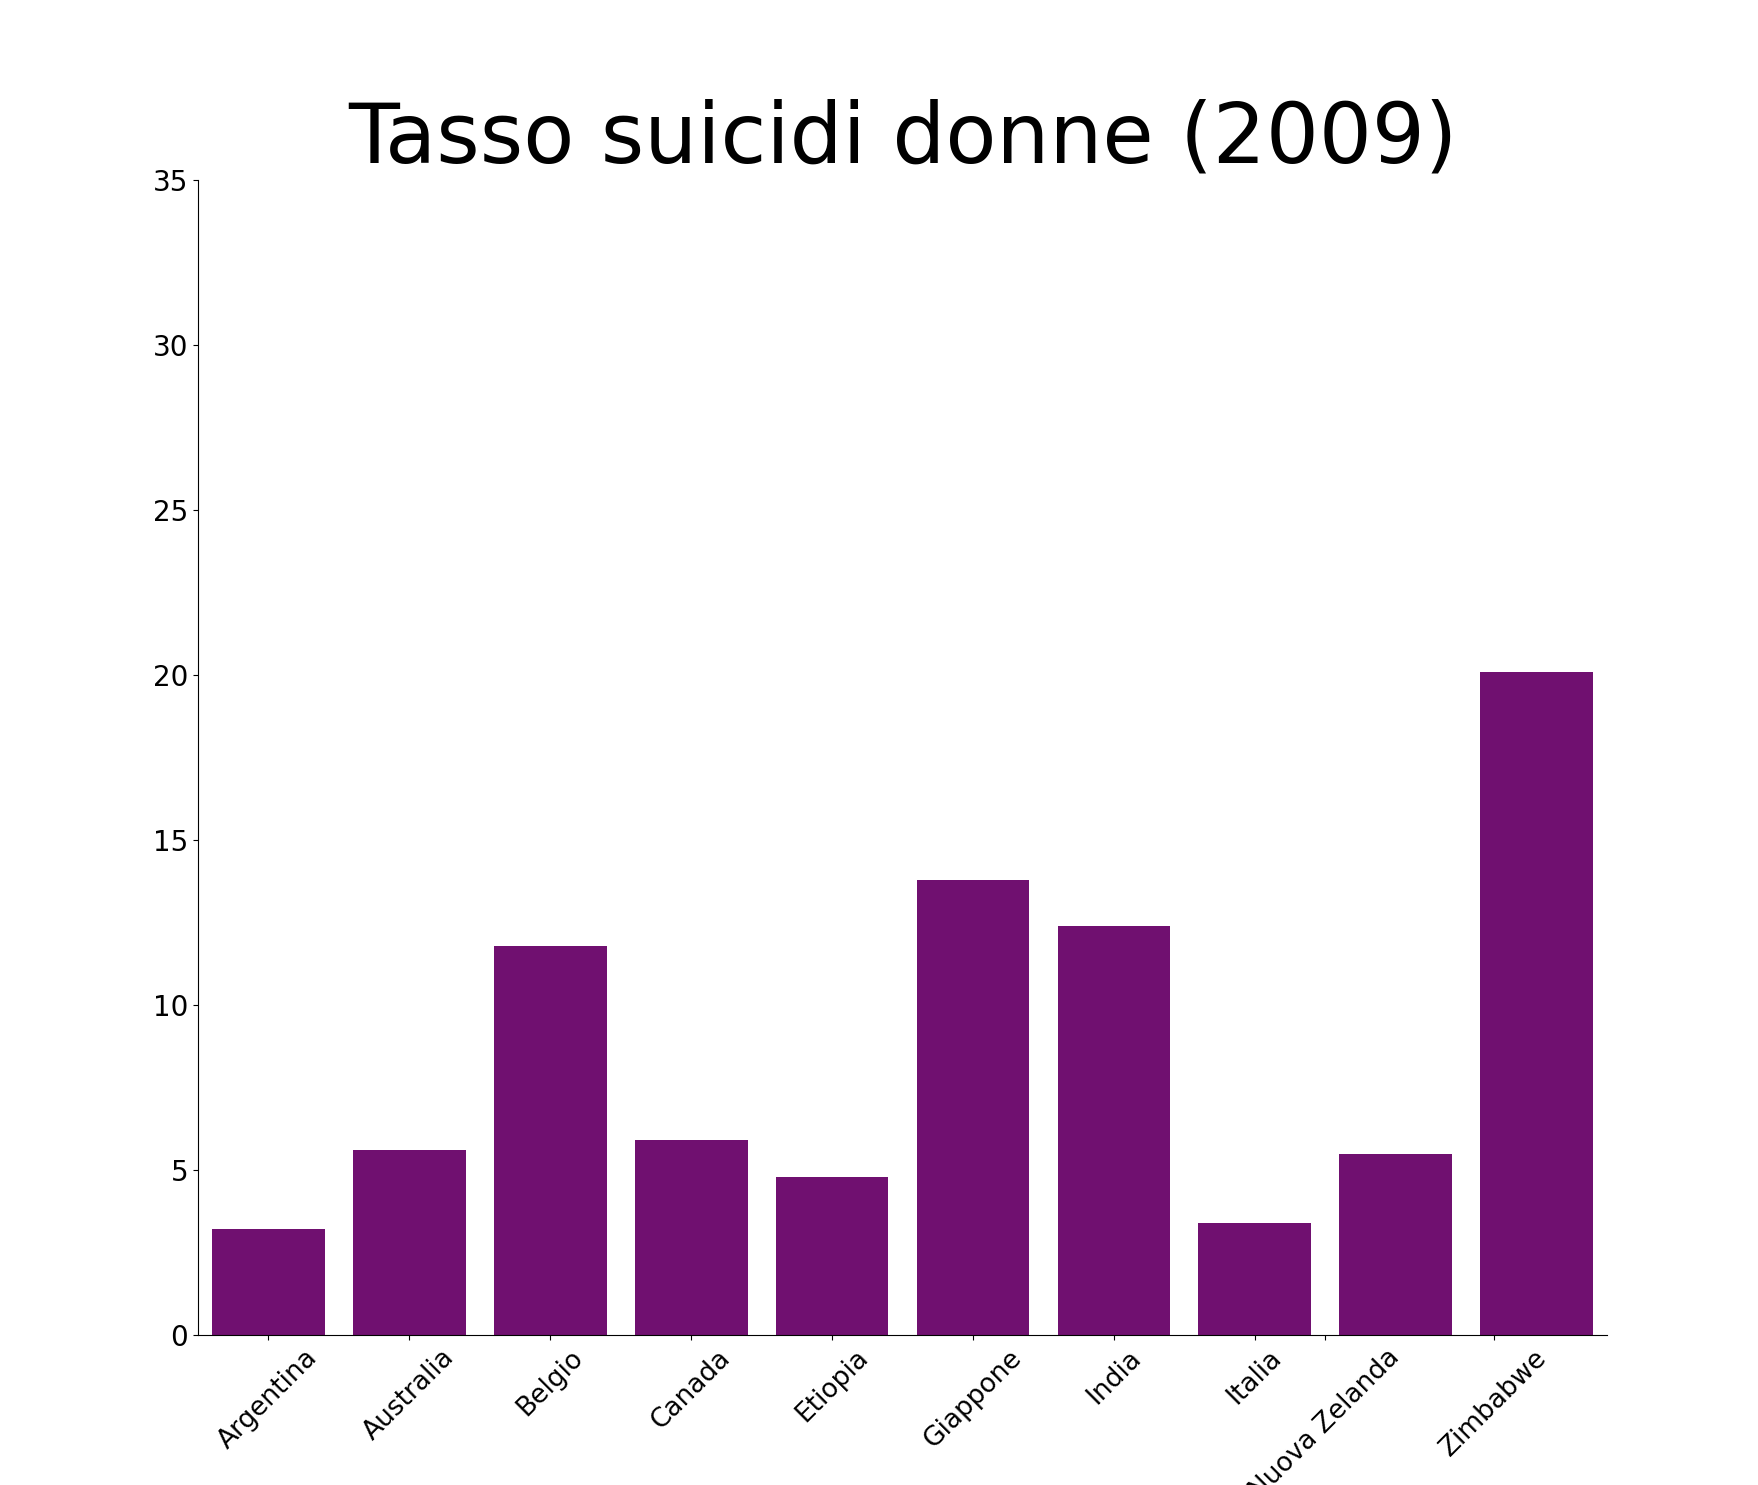 Tasso suicidi donne (2009)
35
30
25
20
15
10
5
0
Argentina
Australia
Belgio
Canada
Etiopia
Giappone
India
Italia
Nuova Zelanda
Zimbabwe